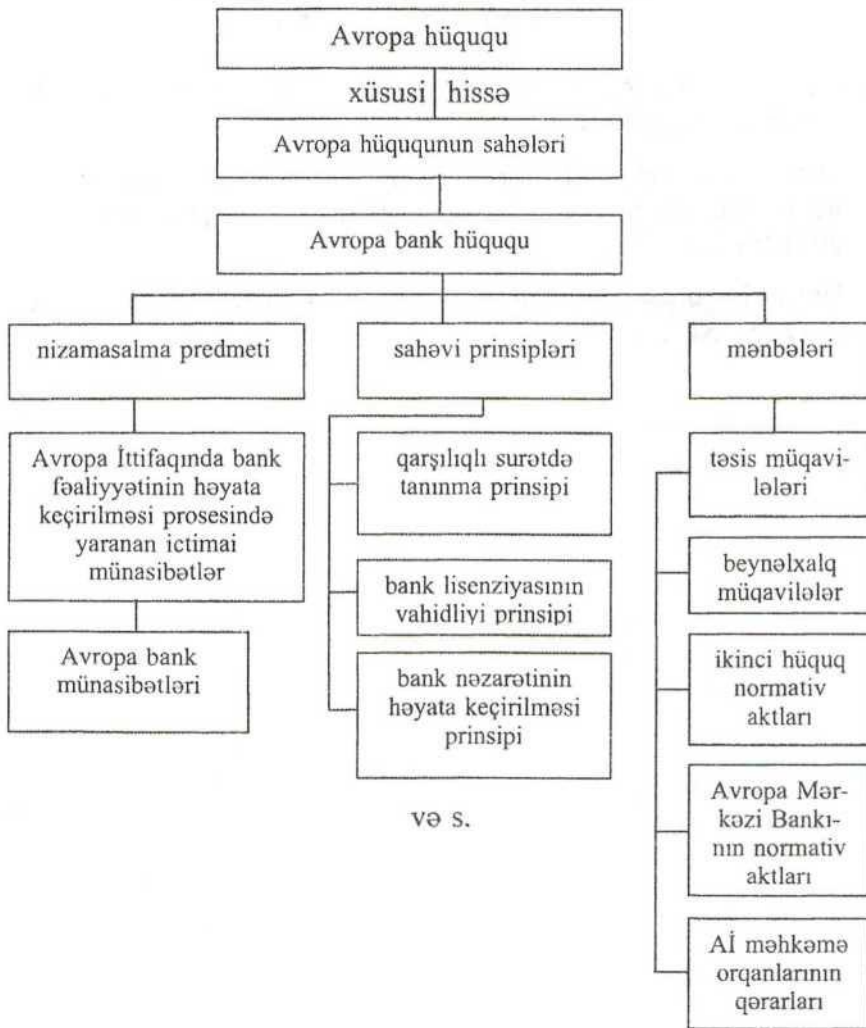 Avropa hüququ
xüsusi hissə
Avropa hüququnun sahələri
Avropa bank hüququ
nizamasalma predmeti
Avropa İttifaqında bank
fəaliyyətinin həyata
keçirilməsi prosesində
yaranan ictimai
münasibətlər
Avropa bank
münasibətləri
sahəvi prinsipləri
qarşılıqlı surətdə
tanınma prinsipi
bank lisenziyasının
vahidliyi prinsipi
bank nəzarətinin
həyata keçirilməsi
prinsipi
və s.
mənbələri
təsis müqavi-
lələri
beynəlxalq
müqavilələr
ikinci hüquq
normativ
aktları
Avropa Mər-
kəzi Bankı-
nın normativ
aktları
Aİ məhkəmə
orqanlarının
qərarları